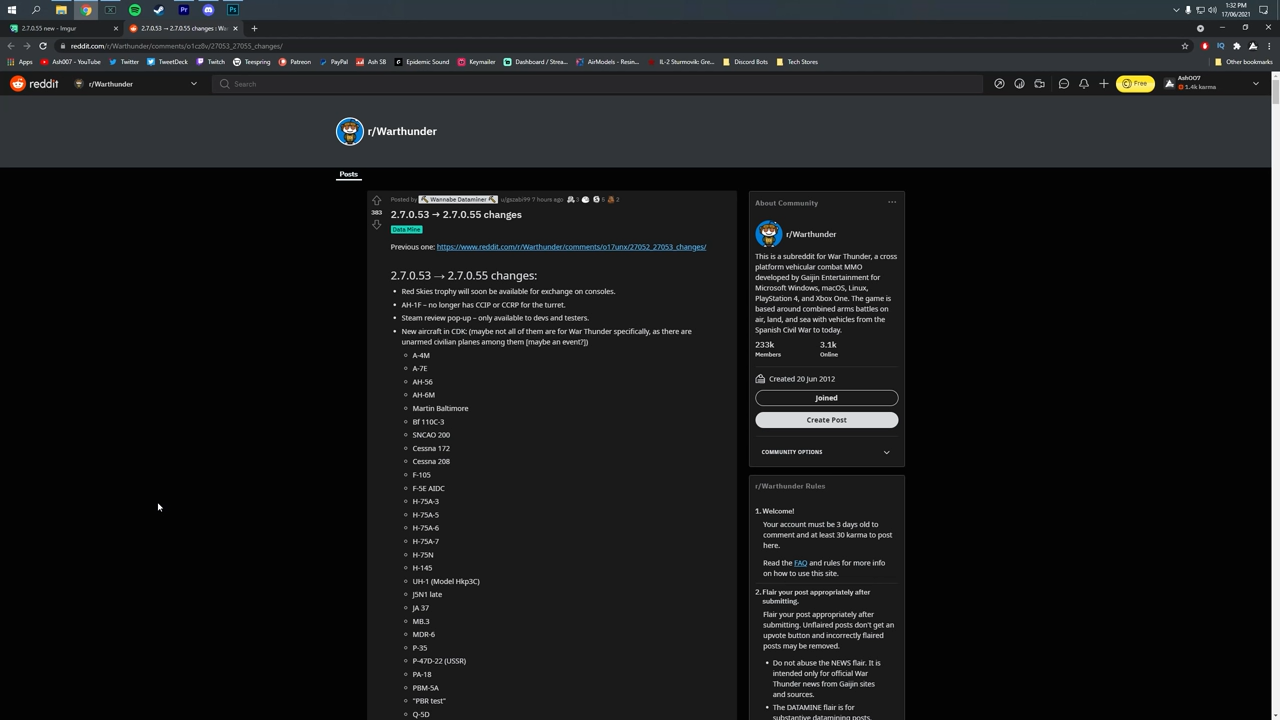 1:32 PM
17/06/2021
2.7.0.55 new - Imgur
2.7.0.53 → 2.7.0.55 changes : Wa
reddit.com/r/Warthunder/comments/o1cz8v/27053_27055_changes/
Apps
Ash007 - YouTube
Twitter
TweetDeck
Twitch
Teespring
Patreon
PayPal
Ash SB
Epidemic Sound
Keymailer
Dashboard / Strea...
AirModels - Resin...
IL-2 Sturmovik: Gre...
Discord Bots
Tech Stores
Other bookmarks
reddit
r/Warthunder
Search
Free
Ash007
1.4k karma
r/Warthunder
Posts
Posted by Wannabe Dataminer u/gszabi99 7 hours ago 3 5 2
383
2.7.0.53 → 2.7.0.55 changes
Data Mine
Previous one: https://www.reddit.com/r/Warthunder/comments/o17unx/27052_27053_changes/
2.7.0.53 → 2.7.0.55 changes:
Red Skies trophy will soon be available for exchange on consoles.
AH-1F – no longer has CCIP or CCRP for the turret.
Steam review pop-up – only available to devs and testers.
New aircraft in CDK: (maybe not all of them are for War Thunder specifically, as there are
unarmed civilian planes among them [maybe an event?])
A-4M
A-7E
AH-56
AH-6M
Martin Baltimore
Bf 110C-3
SNCAO 200
Cessna 172
Cessna 208
F-105
F-5E AIDC
H-75A-3
H-75A-5
H-75A-6
H-75A-7
H-75N
H-145
UH-1 (Model Hkp3C)
J5N1 late
JA 37
MB.3
MDR-6
P-35
P-47D-22 (USSR)
PA-18
PBM-5A
"PBR test"
Q-5D
About Community
r/Warthunder
This is a subreddit for War Thunder, a cross
platform vehicular combat MMO
developed by Gaijin Entertainment for
Microsoft Windows, macOS, Linux,
PlayStation 4, and Xbox One. The game is
based around combined arms battles on
air, land, and sea with vehicles from the
Spanish Civil War to today.
233k
3.1k
Members
Online
Created 20 Jun 2012
Joined
Create Post
COMMUNITY OPTIONS
r/Warthunder Rules
1. Welcome!
Your account must be 3 days old to
comment and at least 30 karma to post
here.
Read the FAQ and rules for more info
on how to use this site.
2. Flair your post appropriately after
submitting.
Flair your post appropriately after
submitting. Unflaired posts don't get an
upvote button and incorrectly flaired
posts may be removed.
Do not abuse the NEWS flair. It is
intended only for official War
Thunder news from Gaijin sites
and sources.
The DATAMINE flair is for
substantive datamining posts.